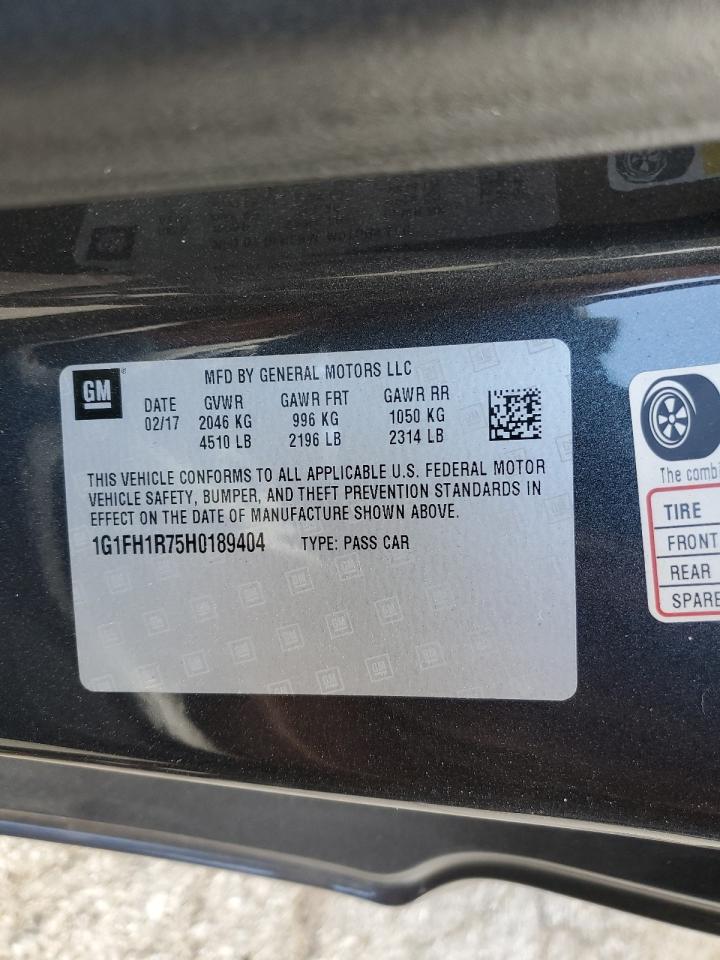 GM
MFD BY GENERAL MOTORS LLC
DATE GVWR GAWR FRT GAWR RR
02/17 2046 KG 996 KG 1050 KG
4510 LB 2196 LB 2314 LB
THIS VEHICLE CONFORMS TO ALL APPLICABLE U.S. FEDERAL MOTOR
VEHICLE SAFETY, BUMPER, AND THEFT PREVENTION STANDARDS IN
EFFECT ON THE DATE OF MANUFACTURE SHOWN ABOVE.
1G1FH1R75H0189404 TYPE: PASS CAR
The combi
TIRE
FRONT
REAR
SPARE